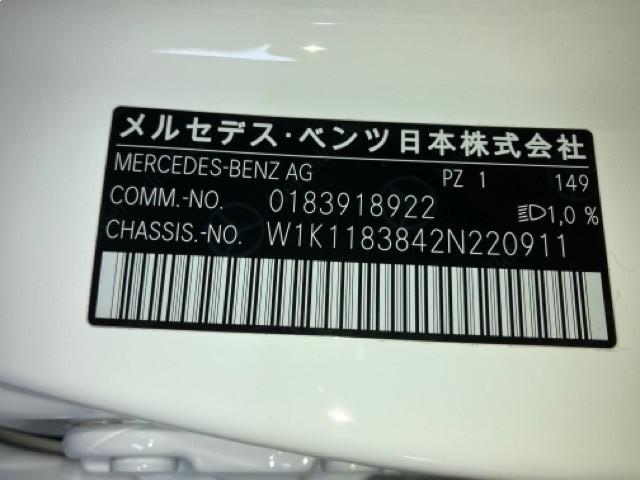 メルセデス・ベンツ日本株式会社
MERCEDES-BENZ AG PZ 1 149
COMM.-NO. 0183918922 1,0 %
CHASSIS.-NO. W1K1183842N220911